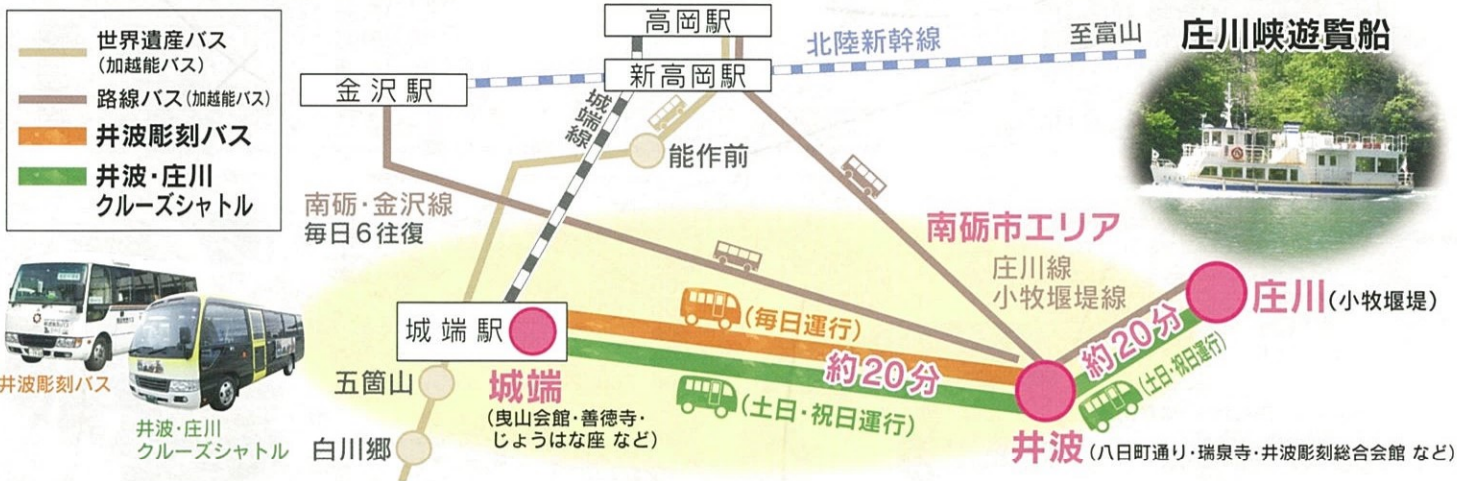 世界遺産バス
(加越能バス)
路線バス(加越能バス)
井波彫刻バス
井波・庄川
クルーズシャトル
高岡駅
新高岡駅
金沢駅
北陸新幹線
至富山
庄川峡遊覧船
城端線
能作前
南砺・金沢線
毎日6往復
南砺市エリア
庄川線
小牧堰堤線
庄川(小牧堰堤)
(毎日運行)
約20分
(土日・祝日運行)
約20分
(土日・祝日運行)
城端駅
城端
(曳山会館・善徳寺・
じょうはな座 など)
五箇山
白川郷
井波彫刻バス
井波・庄川
クルーズシャトル
井波(八日町通り・瑞泉寺・井波彫刻総合会館 など)